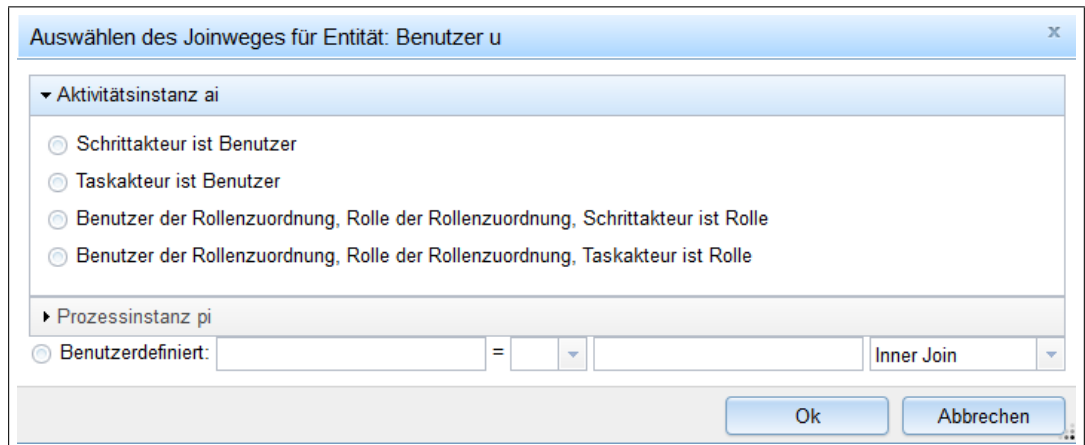 Auswählen des Joinweges für Entität: Benutzer u x
Aktivitätsinstanz ai
Schrittakteur ist Benutzer
Taskakteur ist Benutzer
Benutzer der Rollenzuordnung, Rolle der Rollenzuordnung, Schrittakteur ist Rolle
Benutzer der Rollenzuordnung, Rolle der Rollenzuordnung, Taskakteur ist Rolle
Prozessinstanz pi
Benutzerdefiniert: = Inner Join
Ok Abbrechen